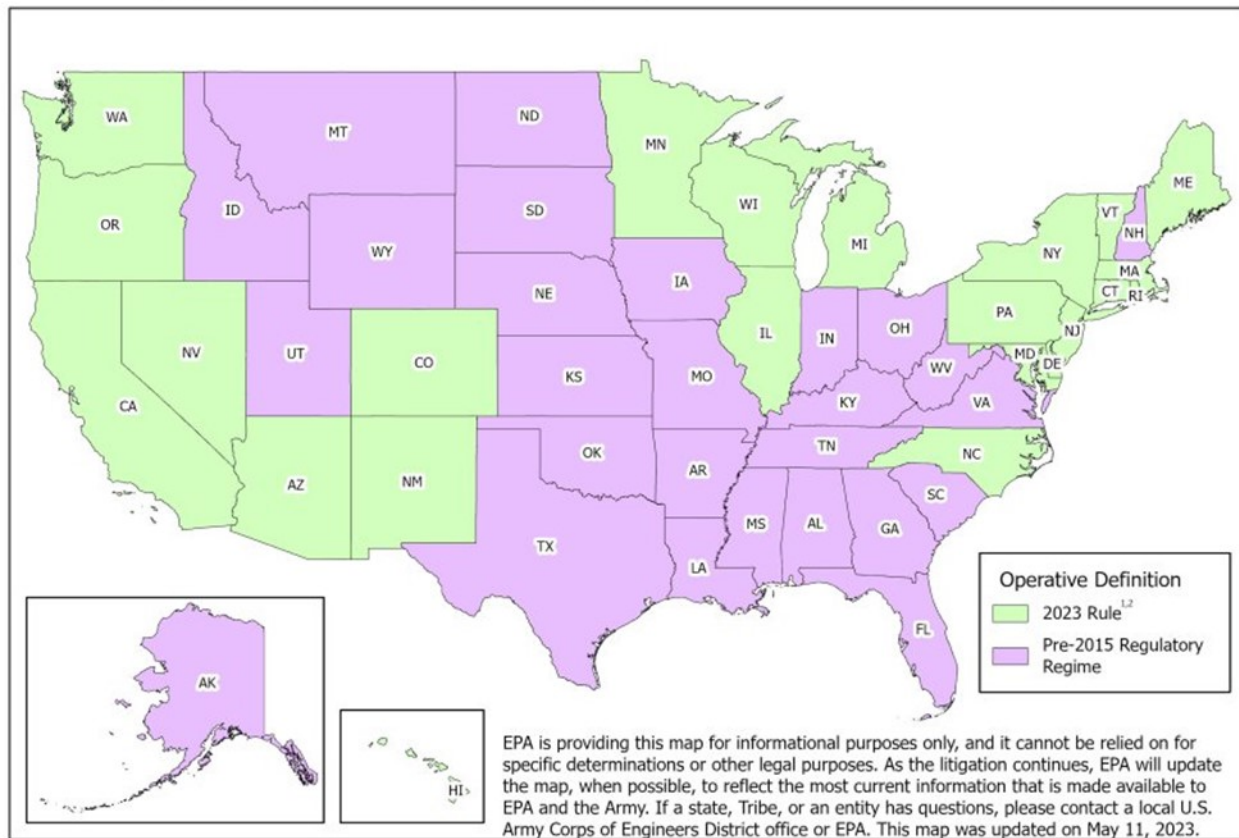 WA
MT
ND
MN
ME
OR
ID
SD
WI
VT
NH
WY
MI
NY
MA
IA
CT
RI
NE
PA
NV
UT
IL
IN
OH
NJ
CO
MD
DE
CA
KS
MO
WV
VA
KY
AZ
NM
OK
AR
TN
NC
SC
MS
AL
GA
TX
LA
FL
AK
HI
Operative Definition
2023 Rule1,2
Pre-2015 Regulatory
Regime
EPA is providing this map for informational purposes only, and it cannot be relied on for
specific determinations or other legal purposes. As the litigation continues, EPA will update
the map, when possible, to reflect the most current information that is made available to
EPA and the Army. If a state, Tribe, or an entity has questions, please contact a local U.S.
Army Corps of Engineers District office or EPA. This map was updated on May 11, 2023.